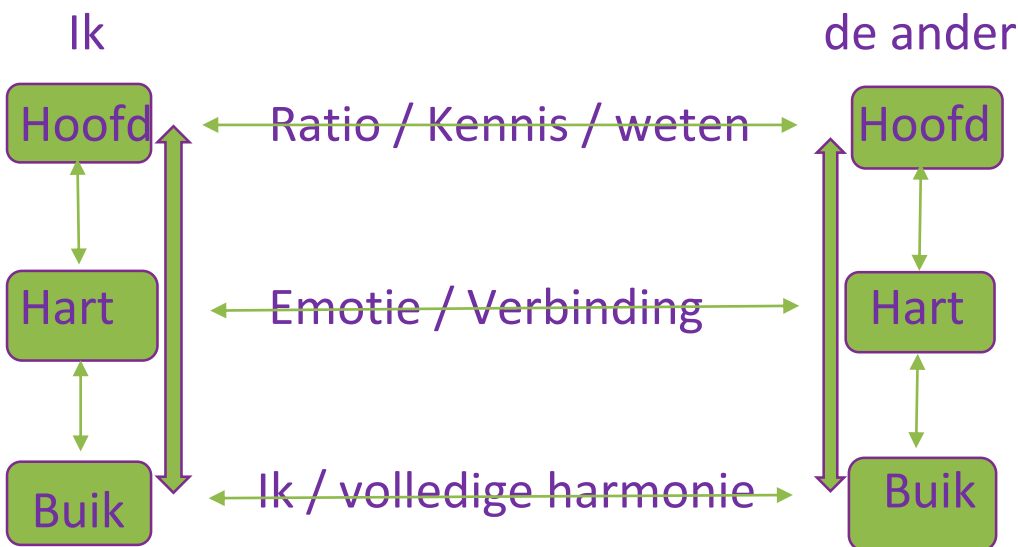 Ik de ander
Hoofd Ratio / Kennis / weten Hoofd
Hart Emotie / Verbinding Hart
Buik Ik / volledige harmonie Buik